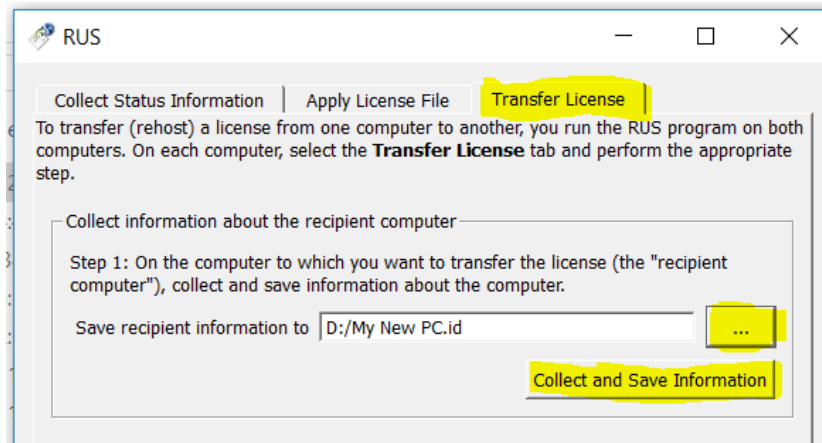 RUS
Collect Status Information
Apply License File
Transfer License
To transfer (rehost) a license from one computer to another, you run the RUS program on both
computers. On each computer, select the Transfer License tab and perform the appropriate
step.
Collect information about the recipient computer
Step 1: On the computer to which you want to transfer the license (the "recipient
computer"), collect and save information about the computer.
Save recipient information to D:/My New PC.id ...
Collect and Save Information